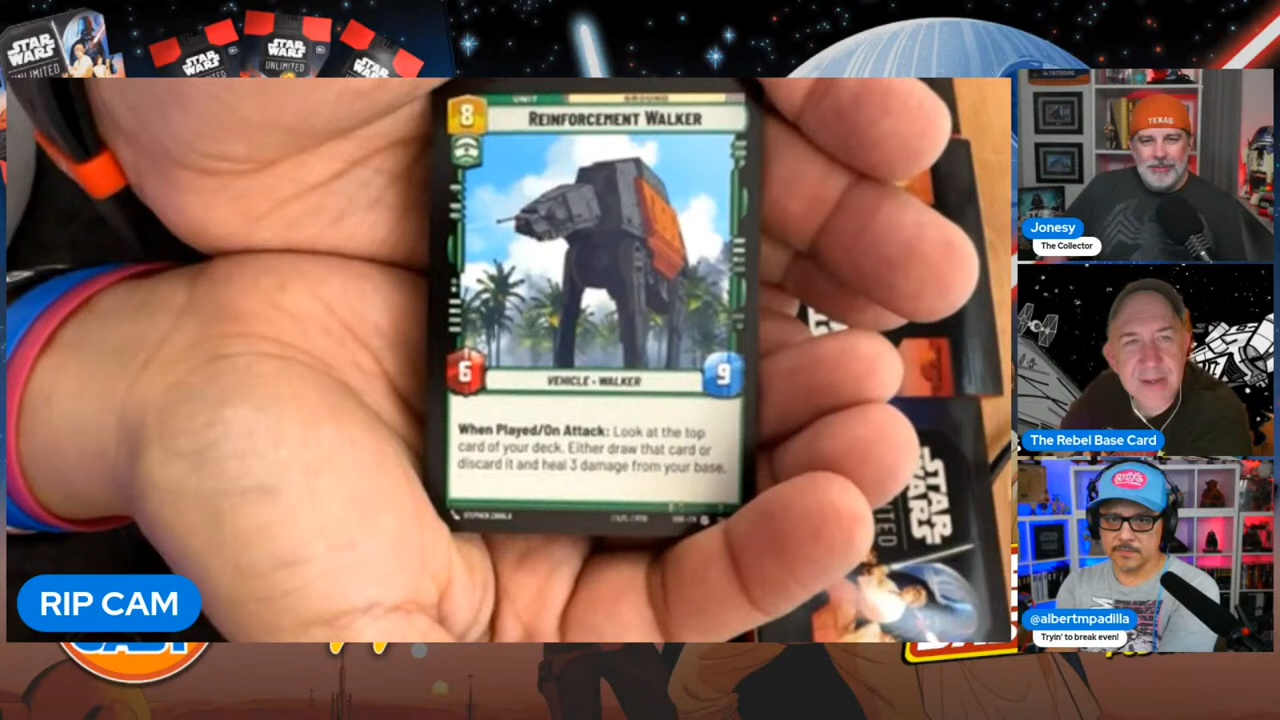 STAR
WARS
UNLIMITED
STAR
WARS
STAR
WARS
UNLIMITED
STAR
WARS
UNIT
GROUND
8
REINFORCEMENT WALKER
6
VEHICLE • WALKER
9
When Played/On Attack: Look at the top
card of your deck. Either draw that card or
discard it and heal 3 damage from your base.
STAR
WARS
RIP CAM
TEXAS
Jonesy
The Collector
The Rebel Base Card
@albertmpadilla
Tryin' to break even!